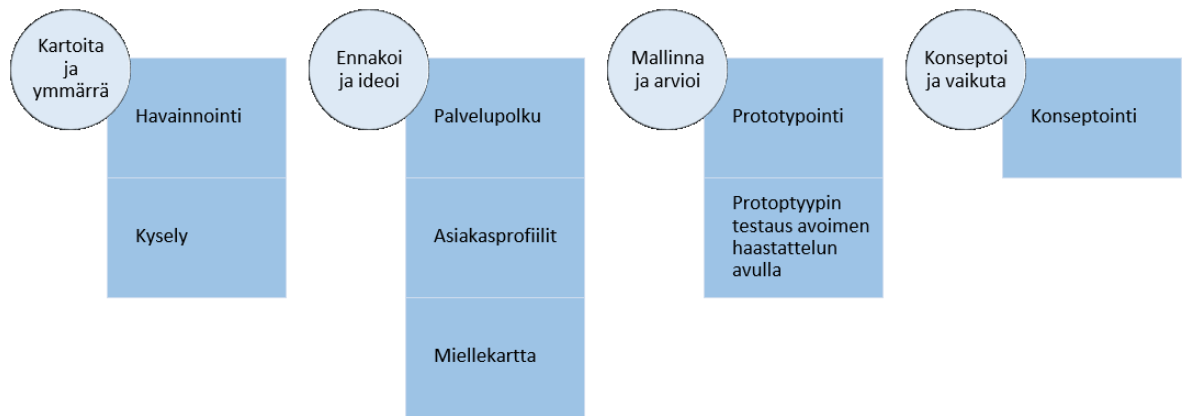 Kartoita
ja
ymmärrä
Havainnointi
Kysely
Ennakoi
ja ideoi
Palvelupolku
Asiakasprofiilit
Miellekartta
Mallinna
ja arvioi
Prototypointi
Protoptyypin
testaus avoimen
haastattelun
avulla
Konseptoi
ja vaikuta
Konseptointi